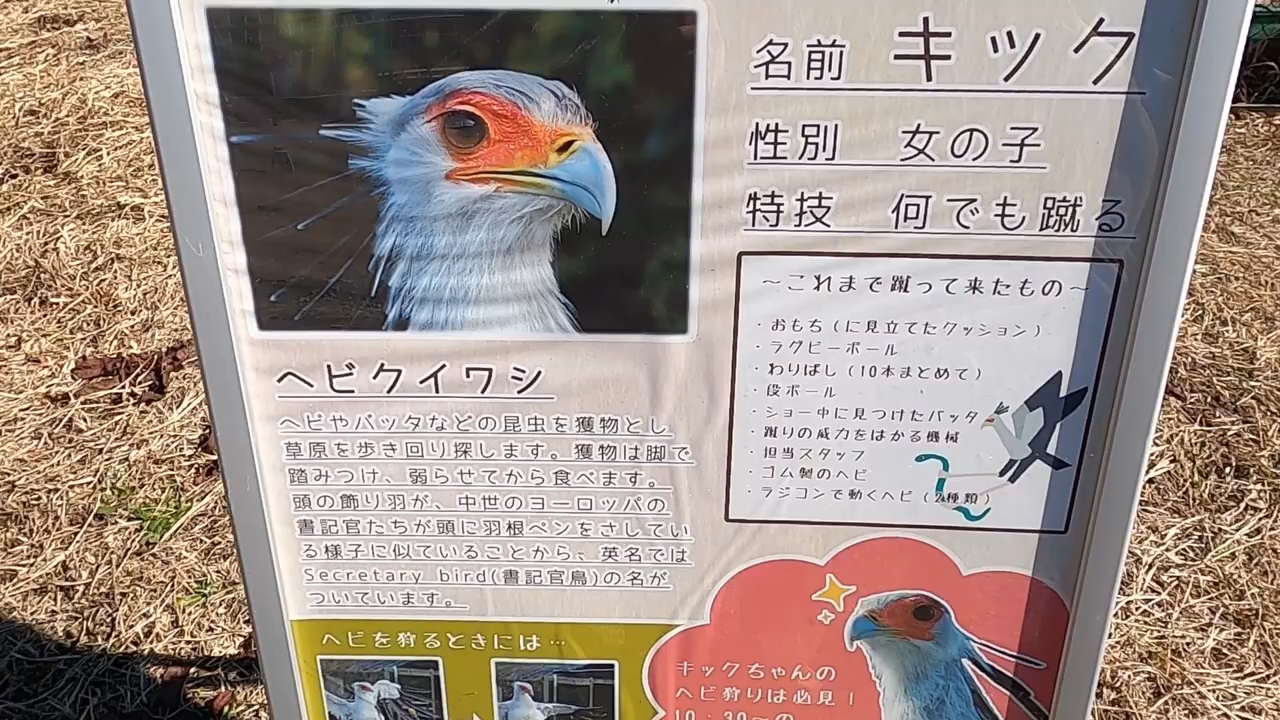 名前 キック
性別 女の子
特技 何でも蹴る
～これまで蹴って来たもの～
・おもち(に見立てたクッション)
・ラグビーボール
・わりばし(10本まとめて)
・段ボール
・ショー中に見つけたバッタ
・蹴りの威力をはかる機械
・担当スタッフ
・ゴム製のヘビ
・ラジコンで動くヘビ(2種類)
ヘビクイワシ
ヘビやバッタなどの昆虫を獲物とし
草原を歩き回り探します。獲物は脚で
踏みつけ、弱らせてから食べます。
頭の飾り羽が、中世のヨーロッパの
書記官たちが頭に羽根ペンをさしてい
る様子に似ていることから、英名では
Secretary bird(書記官鳥)の名が
ついています。
ヘビを狩るときには…
キックちゃんの
ヘビ狩りは必見！
10：30～の